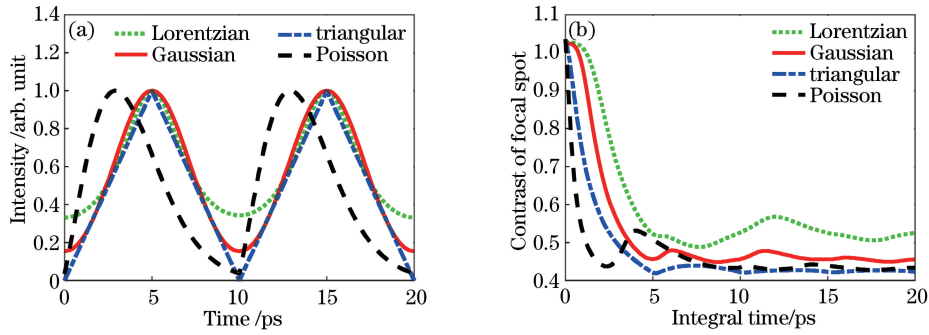 (a)
Lorentzian
triangular
Gaussian
Poisson
1.4
1.2
1.0
0.8
0.6
0.4
0.2
0
Intensity /arb. unit
0 5 10 15 20
Time /ps
(b)
Lorentzian
Gaussian
triangular
Poisson
1.0
0.9
0.8
0.7
0.6
0.5
0.4
Contrast of focal spot
0 5 10 15 20
Integral time/ps